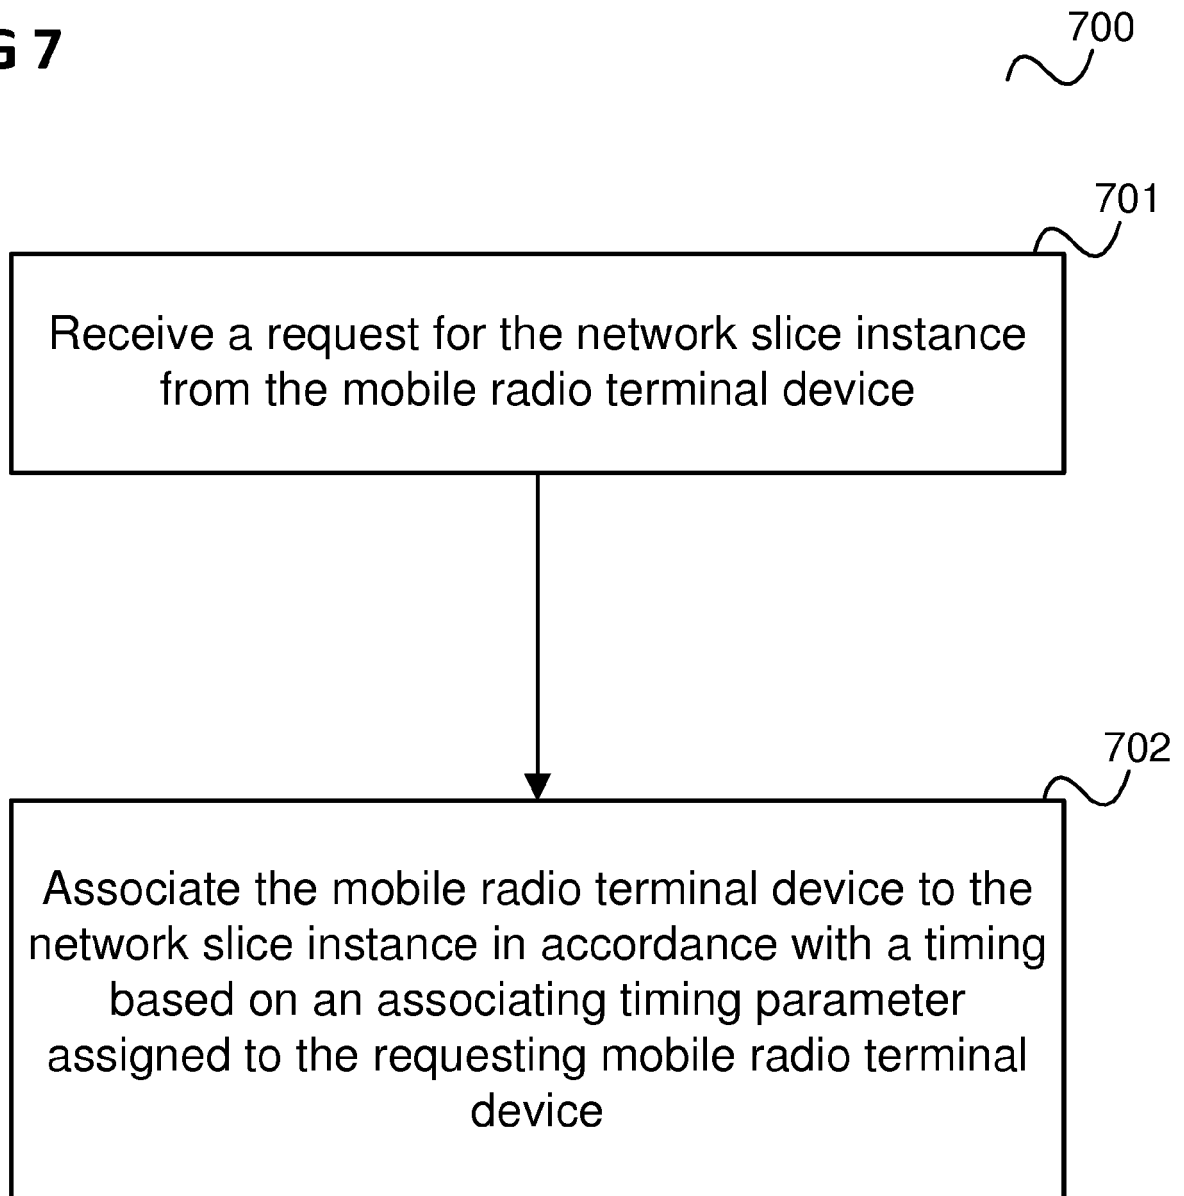 G 7
700
701
Receive a request for the network slice instance
from the mobile radio terminal device
702
Associate the mobile radio terminal device to the
network slice instance in accordance with a timing
based on an associating timing parameter
assigned to the requesting mobile radio terminal
device